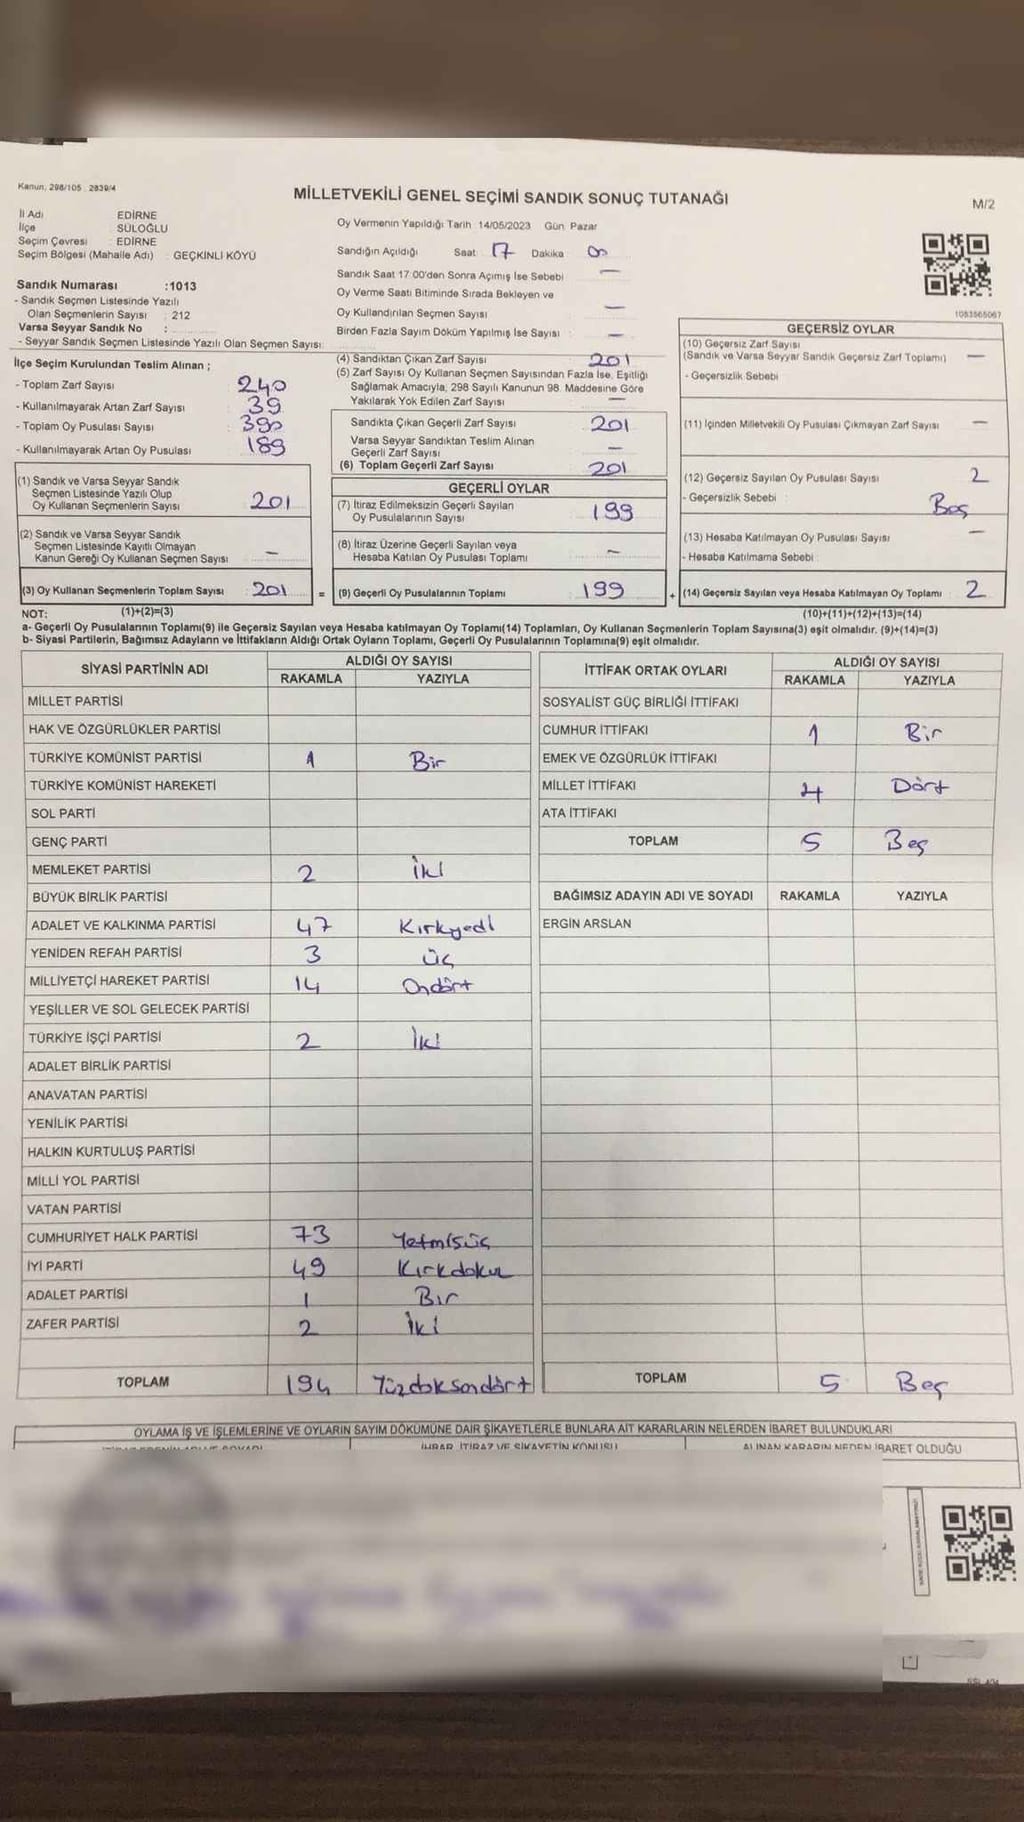 Kanun, 298/105 2839/4
MİLLETVEKİLİ GENEL SEÇİMİ SANDIK SONUÇ TUTANAĞI
M/2
İl Adı EDİRNE
İlçe SÜLOĞLU
Seçim Çevresi : EDİRNE
Seçim Bölgesi (Mahalle Adı) : GEÇKİNLİ KÖYÜ
Oy Vermenin Yapıldığı Tarih 14/05/2023 Gün Pazar
Sandığın Açıldığı Saat 17 Dakika 00
Sandık Saat 17:00'den Sonra Açımış İse Sebebi —
Oy Verme Saati Bitiminde Sırada Bekleyen ve
Oy Kullandırılan Seçmen Sayısı —
Birden Fazla Sayım Döküm Yapılmış İse Sayısı : —
1083565067
Sandık Numarası :1013
- Sandık Seçmen Listesinde Yazılı
Olan Seçmenlerin Sayısı : 212
Varsa Seyyar Sandık No :
- Seyyar Sandık Seçmen Listesinde Yazılı Olan Seçmen Sayısı:
İlçe Seçim Kurulundan Teslim Alınan ;
- Toplam Zarf Sayısı 240
- Kullanılmayarak Artan Zarf Sayısı 39
- Toplam Oy Pusulası Sayısı 390
- Kullanılmayarak Artan Oy Pusulası 189
(1) Sandık ve Varsa Seyyar Sandık
Seçmen Listesinde Yazılı Olup
Oy Kullanan Seçmenlerin Sayısı 201
(2) Sandık ve Varsa Seyyar Sandık
Seçmen Listesinde Kayıtlı Olmayan
Kanun Gereği Oy Kullanan Seçmen Sayısı —
(3) Oy Kullanan Seçmenlerin Toplam Sayısı 201 =
(4) Sandıktan Çıkan Zarf Sayısı 201
(5) Zarf Sayısı Oy Kullanan Seçmen Sayısından Fazla İse, Eşitliği
Sağlamak Amacıyla, 298 Sayılı Kanunun 98. Maddesine Göre
Yakılarak Yok Edilen Zarf Sayısı —
Sandıkta Çıkan Geçerli Zarf Sayısı 201
Varsa Seyyar Sandıktan Teslim Alınan
Geçerli Zarf Sayısı —
(6) Toplam Geçerli Zarf Sayısı 201
GEÇERLİ OYLAR
(7) İtiraz Edilmeksizin Geçerli Sayılan
Oy Pusulalarının Sayısı 199
(8) İtiraz Üzerine Geçerli Sayılan veya
Hesaba Katılan Oy Pusulası Toplamı —
(9) Geçerli Oy Pusulalarının Toplamı 199 +
GEÇERSİZ OYLAR
(10) Geçersiz Zarf Sayısı
(Sandık ve Varsa Seyyar Sandık Geçersiz Zarf Toplamı) —
- Geçersizlik Sebebi
(11) İçinden Milletvekili Oy Pusulası Çıkmayan Zarf Sayısı —
(12) Geçersiz Sayılan Oy Pusulası Sayısı 2
- Geçersizlik Sebebi : Boş
(13) Hesaba Katılmayan Oy Pusulası Sayısı —
- Hesaba Katılmama Sebebi
(14) Geçersiz Sayılan veya Hesaba Katılmayan Oy Toplamı 2
NOT: (1)+(2)=(3) (10)+(11)+(12)+(13)=(14)
a- Geçerli Oy Pusulalarının Toplamı(9) ile Geçersiz Sayılan veya Hesaba katılmayan Oy Toplamı(14) Toplamları, Oy Kullanan Seçmenlerin Toplam Sayısına(3) eşit olmalıdır. (9)+(14)=(3)
b- Siyasi Partilerin, Bağımsız Adayların ve İttifakların Aldığı Ortak Oyların Toplamı, Geçerli Oy Pusulalarının Toplamına(9) eşit olmalıdır.
SİYASİ PARTİNİN ADI ALDIĞI OY SAYISI
RAKAMLA YAZIYLA
MİLLET PARTİSİ
HAK VE ÖZGÜRLÜKLER PARTİSİ
TÜRKİYE KOMÜNİST PARTİSİ 1 Bir
TÜRKİYE KOMÜNİST HAREKETİ
SOL PARTİ
GENÇ PARTİ
MEMLEKET PARTİSİ 2 İki
BÜYÜK BİRLİK PARTİSİ
ADALET VE KALKINMA PARTİSİ 47 Kırkyedi
YENİDEN REFAH PARTİSİ 3 üç
MİLLİYETÇİ HAREKET PARTİSİ 14 Ondört
YEŞİLLER VE SOL GELECEK PARTİSİ
TÜRKİYE İŞÇİ PARTİSİ 2 İki
ADALET BİRLİK PARTİSİ
ANAVATAN PARTİSİ
YENİLİK PARTİSİ
HALKIN KURTULUŞ PARTİSİ
MİLLİ YOL PARTİSİ
VATAN PARTİSİ
CUMHURİYET HALK PARTİSİ 73 Yetmişüç
İYİ PARTİ 49 Kırkdokuz
ADALET PARTİSİ 1 Bir
ZAFER PARTİSİ 2 İki
TOPLAM 194 Yüzdoksandört
İTTİFAK ORTAK OYLARI ALDIĞI OY SAYISI
RAKAMLA YAZIYLA
SOSYALİST GÜÇ BİRLİĞİ İTTİFAKI
CUMHUR İTTİFAKI 1 Bir
EMEK VE ÖZGÜRLÜK İTTİFAKI
MİLLET İTTİFAKI 4 Dört
ATA İTTİFAKI
TOPLAM 5 Beş
BAĞIMSIZ ADAYIN ADI VE SOYADI RAKAMLA YAZIYLA
ERGİN ARSLAN
TOPLAM 5 Beş
OYLAMA İŞ VE İŞLEMLERİNE VE OYLARIN SAYIM DÖKÜMÜNE DAİR ŞİKAYETLERLE BUNLARA AİT KARARLARIN NELERDEN İBARET BULUNDUKLARI
İHBAR, İTİRAZ VE ŞİKAYETİN KONUSU ALINAN KARARIN NEDEN İBARET OLDUĞU